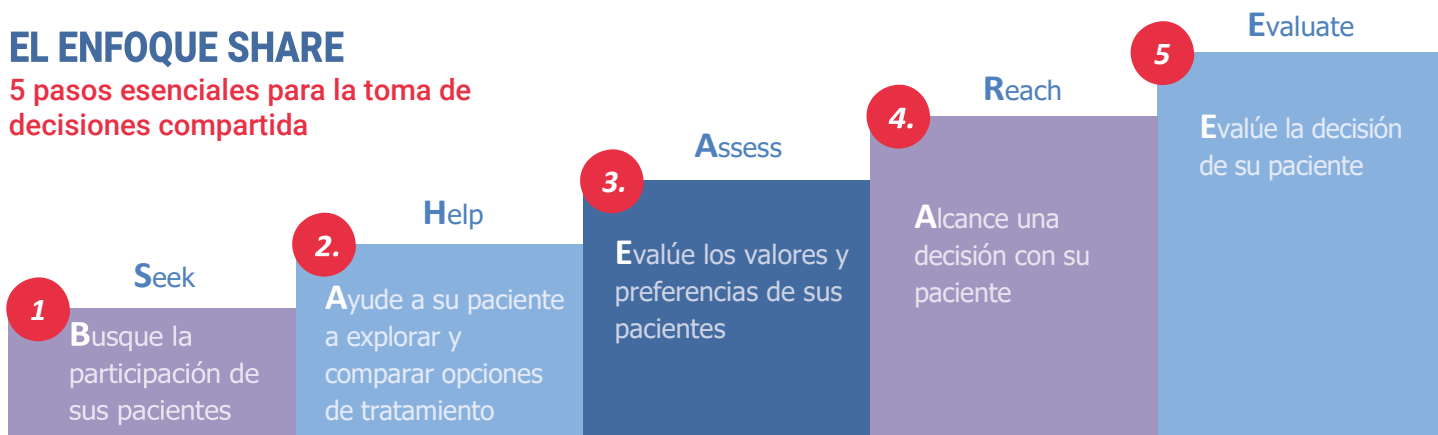 EL ENFOQUE SHARE
5 pasos esenciales para la toma de
decisiones compartida
1
Seek
Busque la
participación de
sus pacientes
2.
Help
Ayude a su paciente
a explorar y
comparar opciones
de tratamiento
3.
Assess
Evalúe los valores y
preferencias de sus
pacientes
4.
Reach
Alcance una
decisión con su
paciente
5
Evaluate
Evalúe la decisión
de su paciente